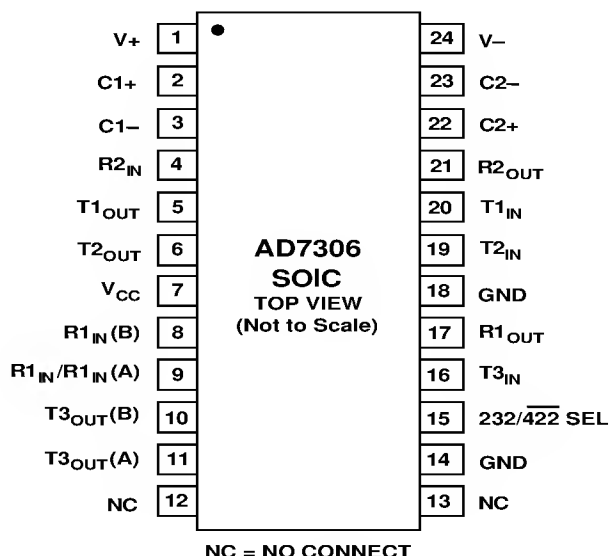 V+ 1 24 V–
C1+ 2 23 C2–
C1– 3 22 C2+
R2IN 4 21 R2OUT
T1OUT 5 20 T1IN
T2OUT 6 19 T2IN
VCC 7 18 GND
R1IN(B) 8 17 R1OUT
R1IN/R1IN(A) 9 16 T3IN
T3OUT(B) 10 15 232/4̅2̅2̅ SEL
T3OUT(A) 11 14 GND
NC 12 13 NC
AD7306
SOIC
TOP VIEW
(Not to Scale)
NC = NO CONNECT